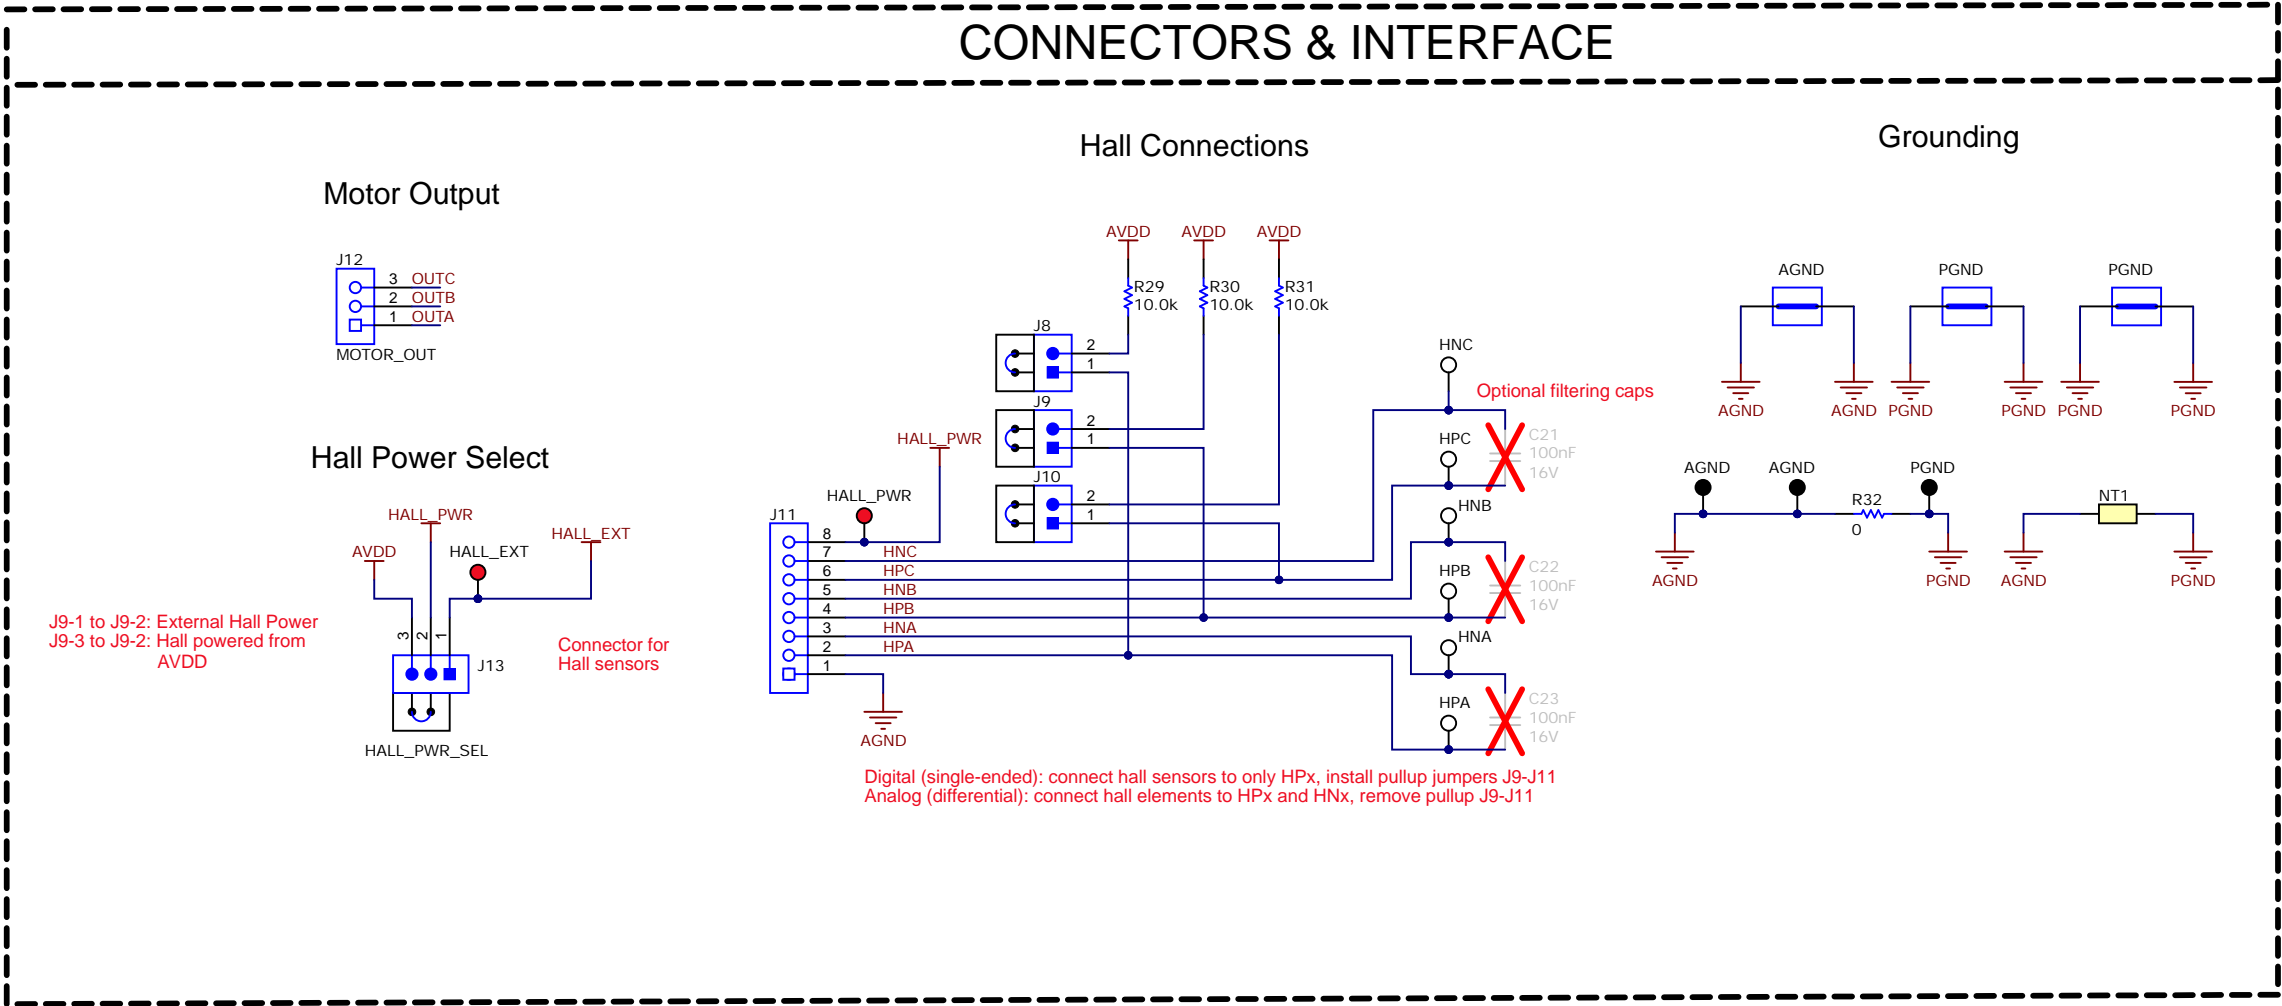 CONNECTORS & INTERFACE
Motor Output
J12
3 OUTC
2 OUTB
1 OUTA
MOTOR_OUT
Hall Power Select
HALL_PWR
AVDD
HALL_EXT
HALL_EXT
3
2
1
J13
HALL_PWR_SEL
J9-1 to J9-2: External Hall Power
J9-3 to J9-2: Hall powered from
AVDD
Connector for
Hall sensors
Hall Connections
AVDD
AVDD
AVDD
R29
10.0k
R30
10.0k
R31
10.0k
J8
2
1
J9
2
1
J10
2
1
HALL_PWR
HALL_PWR
J11
8
7 HNC
6 HPC
5 HNB
4 HPB
3 HNA
2 HPA
1
AGND
HNC
Optional filtering caps
HPC
C21
100nF
16V
HNB
HPB
C22
100nF
16V
HNA
HPA
C23
100nF
16V
Digital (single-ended): connect hall sensors to only HPx, install pullup jumpers J9-J11
Analog (differential): connect hall elements to HPx and HNx, remove pullup J9-J11
Grounding
AGND
PGND
PGND
AGND
AGND
PGND
PGND
PGND
PGND
AGND
AGND
R32
0
PGND
NT1
AGND
PGND
AGND
PGND